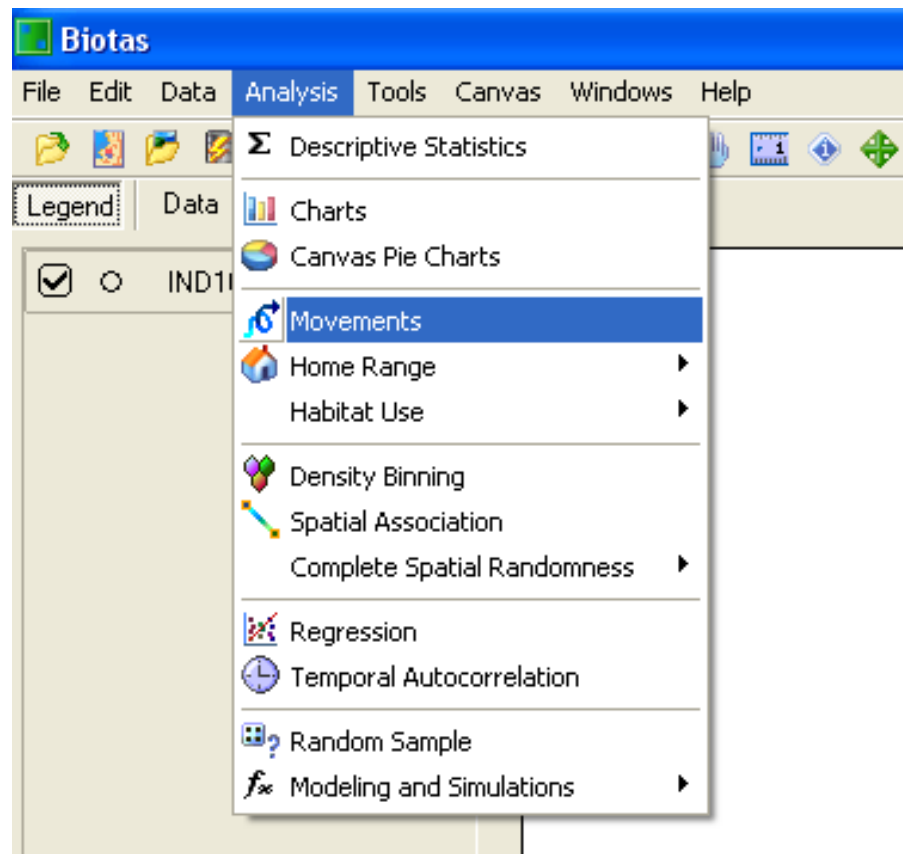 Biotas
File Edit Data Analysis Tools Canvas Windows Help
Σ Descriptive Statistics
Legend Data
Charts
Canvas Pie Charts
IND1
Movements
Home Range
Habitat Use
Density Binning
Spatial Association
Complete Spatial Randomness
Regression
Temporal Autocorrelation
Random Sample
Modeling and Simulations